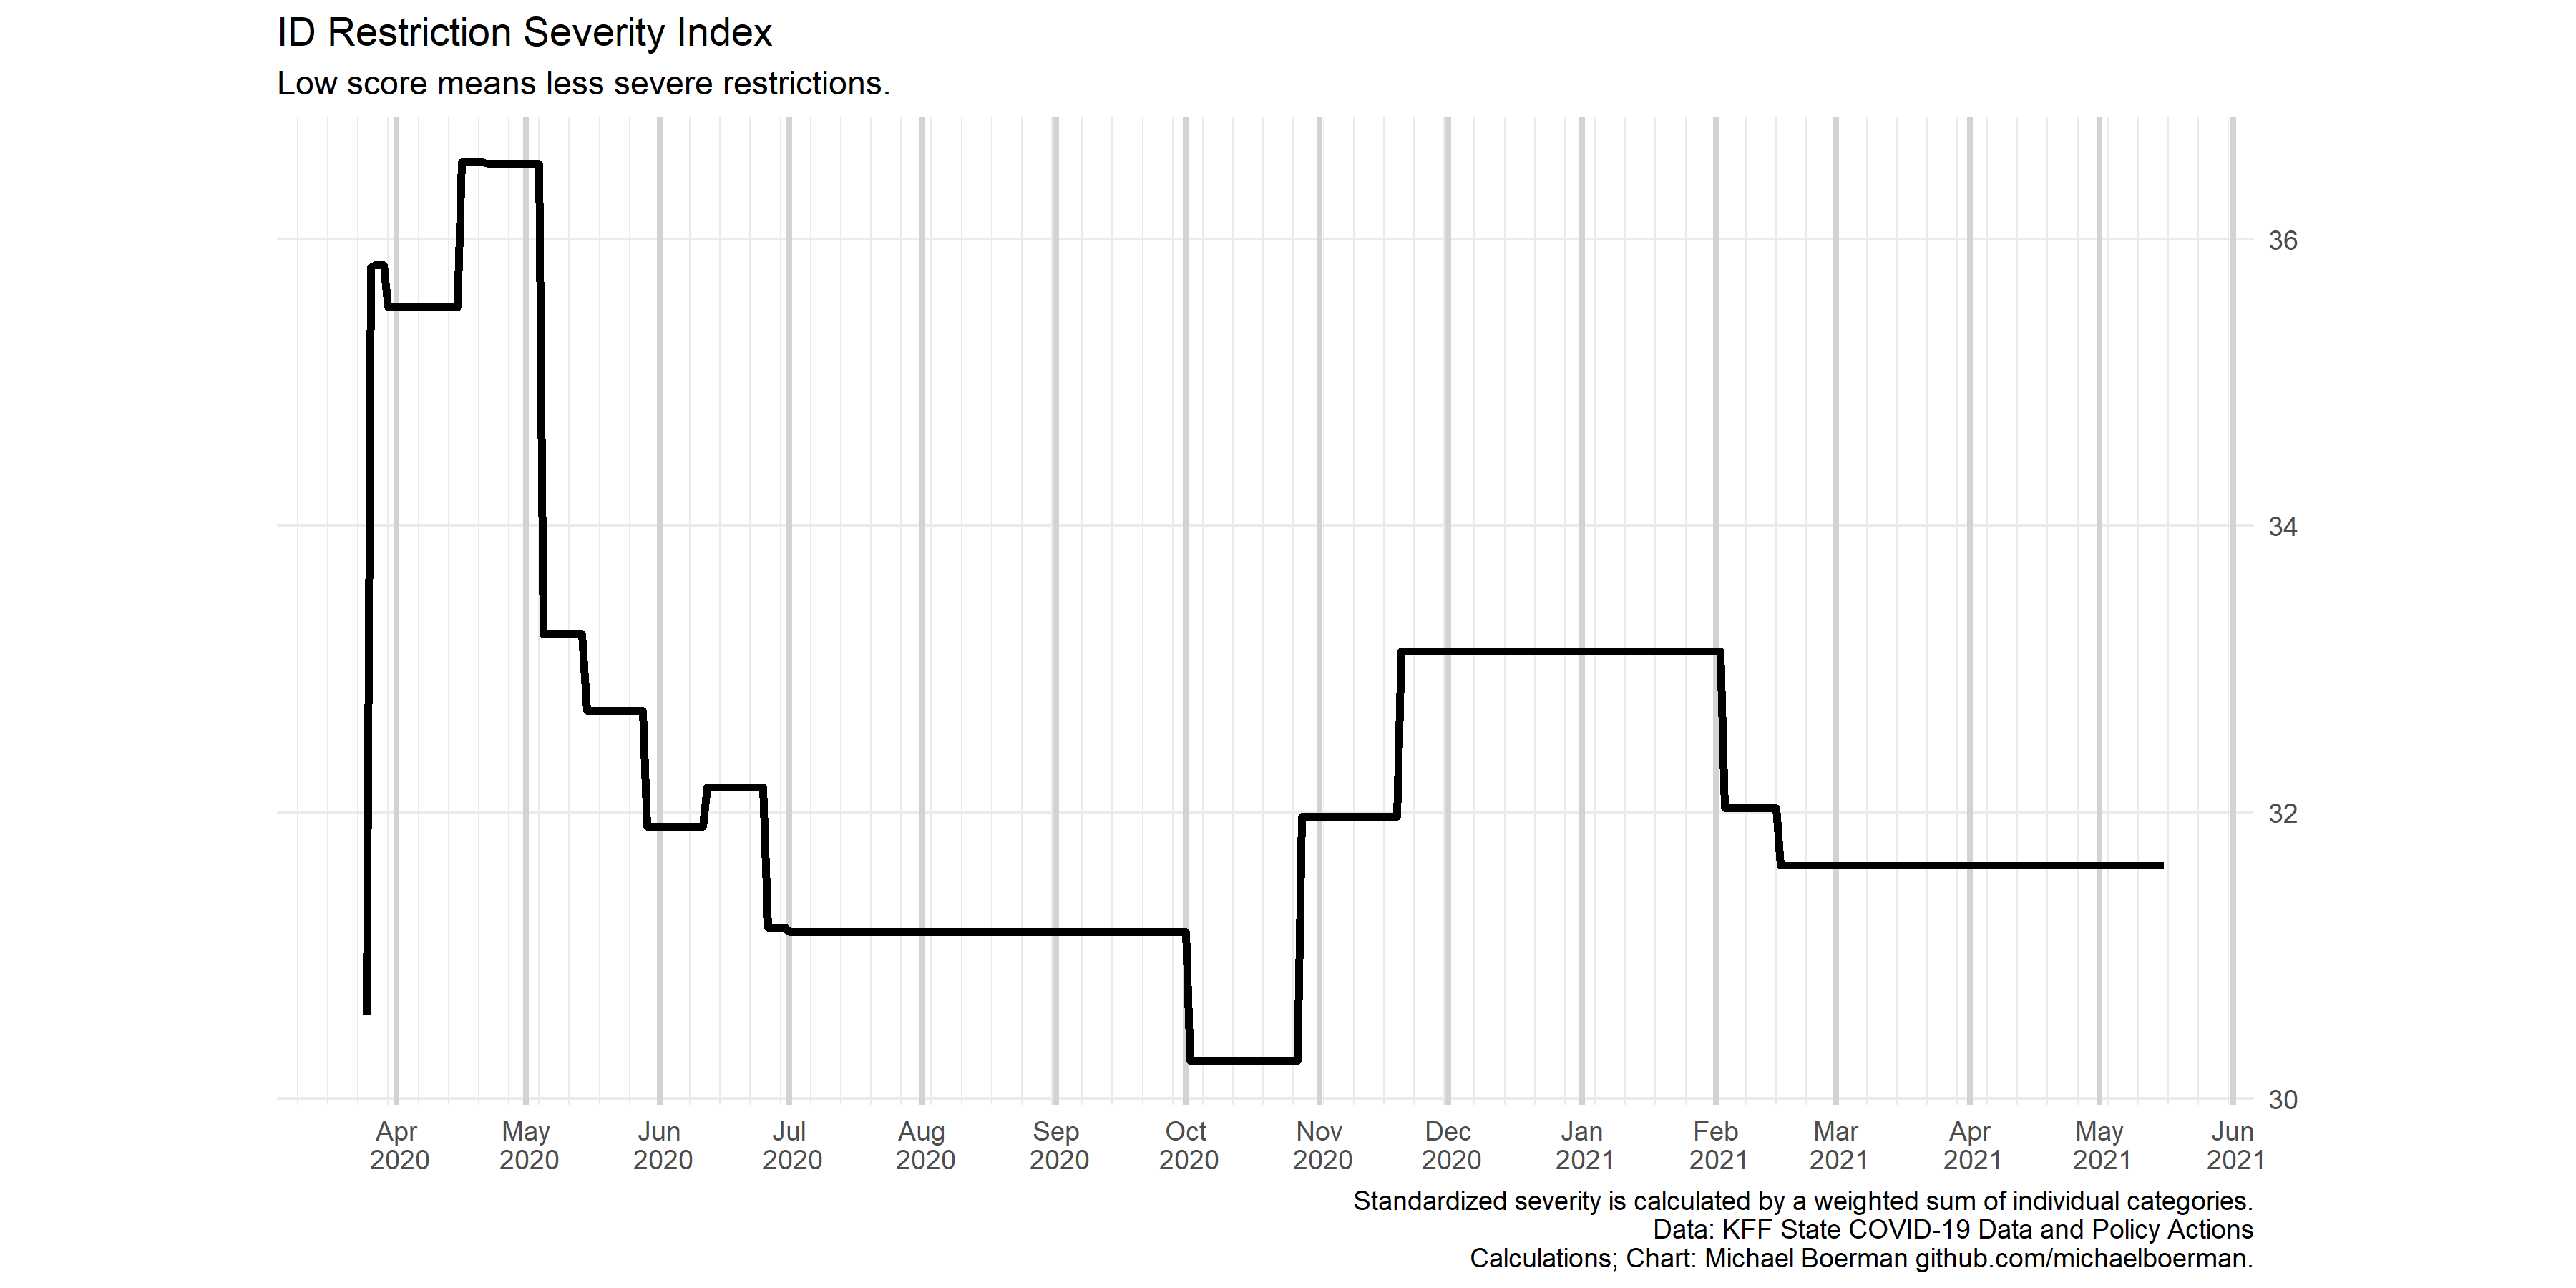 ID Restriction Severity Index
Low score means less severe restrictions.
36
34
32
30
Apr May Jun Jul Aug Sep Oct Nov Dec Jan Feb Mar Apr May Jun
2020 2020 2020 2020 2020 2020 2020 2020 2020 2021 2021 2021 2021 2021 2021
Standardized severity is calculated by a weighted sum of individual categories.
Data: KFF State COVID-19 Data and Policy Actions
Calculations; Chart: Michael Boerman github.com/michaelboerman.